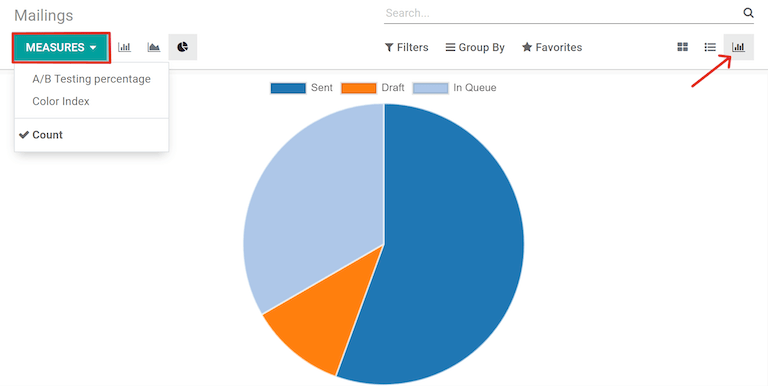 Mailings
Search...
MEASURES
Filters
Group By
Favorites
A/B Testing percentage
Color Index
Count
Sent
Draft
In Queue